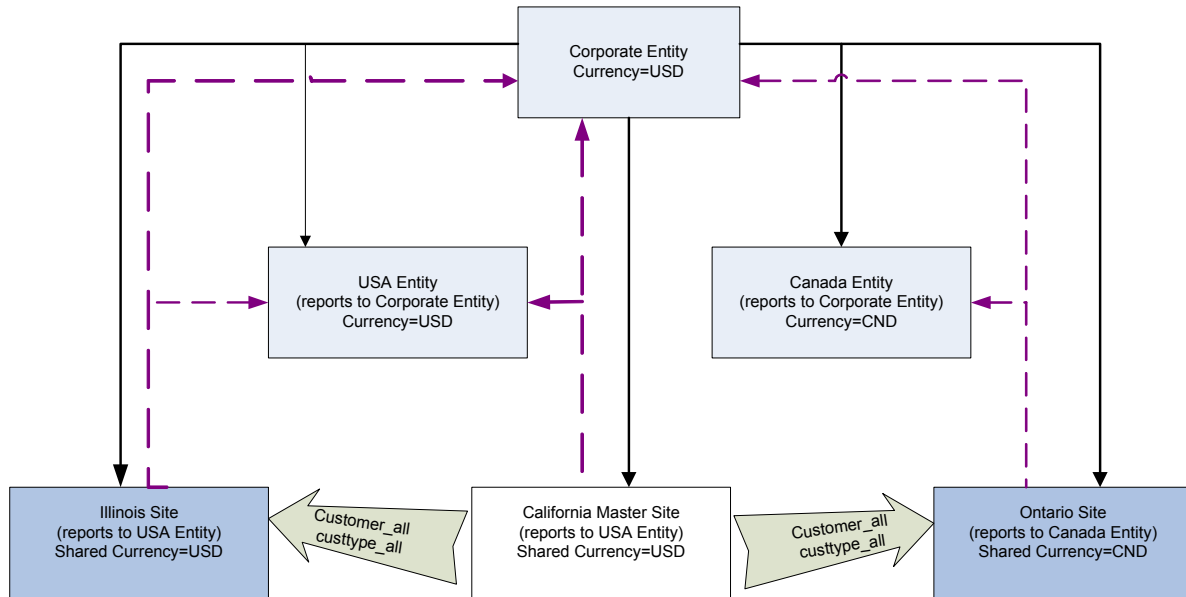 Corporate Entity
Currency=USD
USA Entity
(reports to Corporate Entity)
Currency=USD
Canada Entity
(reports to Corporate Entity)
Currency=CND
Illinois Site
(reports to USA Entity)
Shared Currency=USD
Customer_all
custtype_all
California Master Site
(reports to USA Entity)
Shared Currency=USD
Customer_all
custtype_all
Ontario Site
(reports to Canada Entity)
Shared Currency=CND